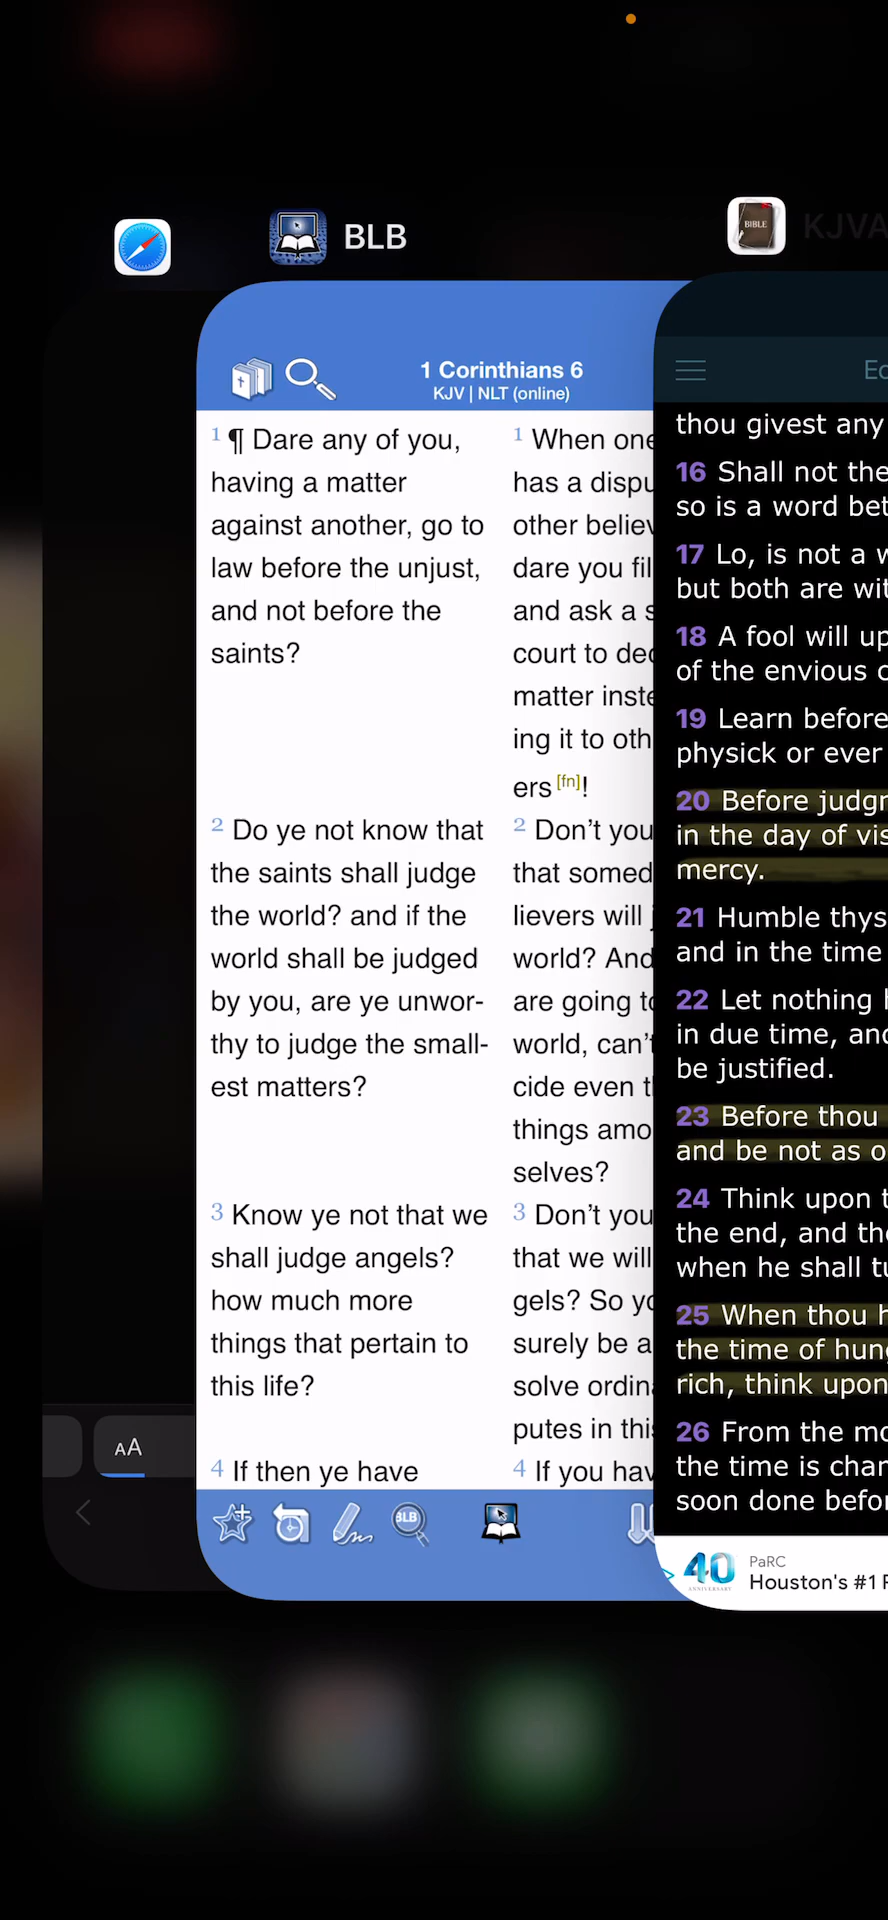 BLB
BIBLE
KJVA
1 Corinthians 6
KJV | NLT (online)
1 ¶ Dare any of you,
having a matter
against another, go to
law before the unjust,
and not before the
saints?
2 Do ye not know that
the saints shall judge
the world? and if the
world shall be judged
by you, are ye unwor-
thy to judge the small-
est matters?
3 Know ye not that we
shall judge angels?
how much more
things that pertain to
this life?
4 If then ye have
1 When one
has a dispu
other believ
dare you fil
and ask a s
court to dec
matter inste
ing it to oth
ers [fn]!
2 Don't you
that somed
lievers will j
world? And
are going to
world, can't
cide even t
things amo
selves?
3 Don't you
that we will
gels? So yo
surely be a
solve ordin
putes in this
4 If you hav
BLB
AA
Ec
thou givest any
16 Shall not the
so is a word bet
17 Lo, is not a w
but both are wit
18 A fool will up
of the envious c
19 Learn before
physick or ever
20 Before judgr
in the day of vis
mercy.
21 Humble thys
and in the time
22 Let nothing h
in due time, and
be justified.
23 Before thou
and be not as o
24 Think upon t
the end, and the
when he shall tu
25 When thou h
the time of hung
rich, think upon
26 From the mo
the time is chan
soon done befor
40
ANNIVERSARY
PaRC
Houston's #1 R